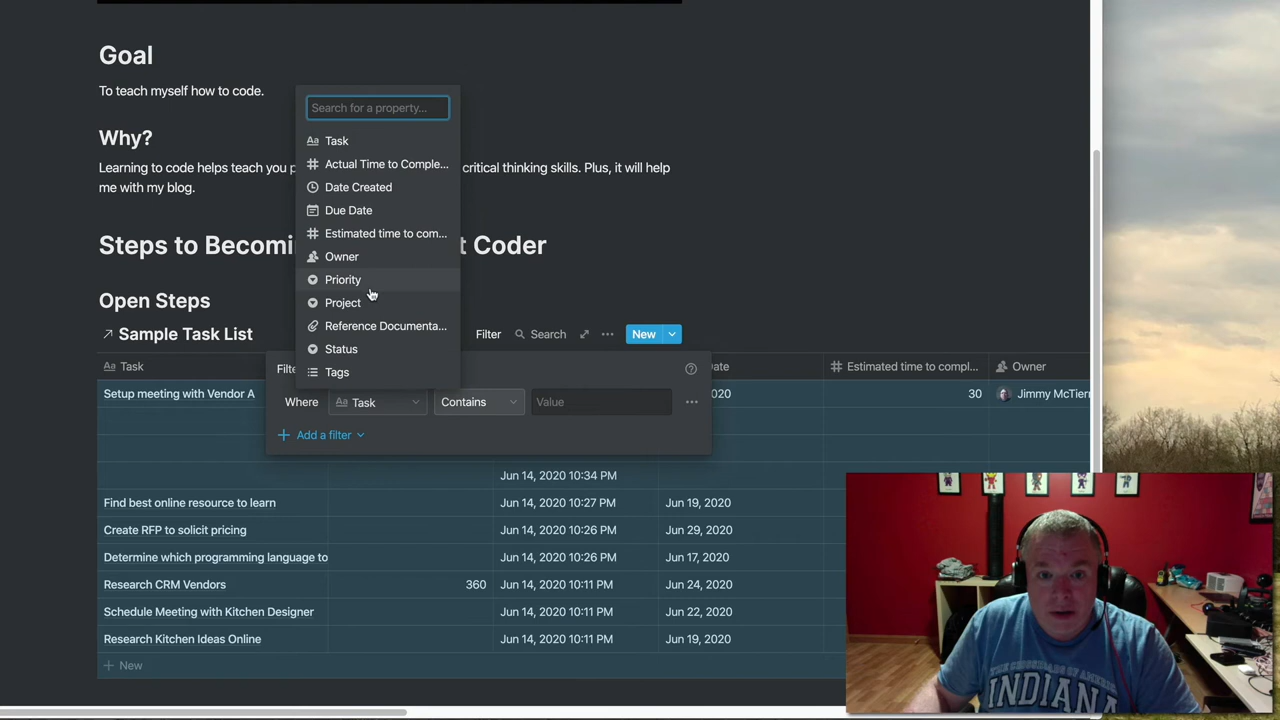 Goal
To teach myself how to code.
Search for a property...
Why?
Aa Task
Actual Time to Comple...
Learning to code helps teach you p
critical thinking skills. Plus, it will help
me with my blog.
Date Created
Due Date
Estimated time to com...
Steps to Becomi
t Coder
Owner
Priority
Open Steps
Project
Reference Documenta...
Sample Task List
Filter
Search
New
Status
Aa Task
Filte
Tags
ate
Estimated time to compl...
Owner
Setup meeting with Vendor A
Where
Aa Task
Contains
Value
020
30
Jimmy McTier
Add a filter
Jun 14, 2020 10:34 PM
Find best online resource to learn
Jun 14, 2020 10:27 PM
Jun 19, 2020
Create RFP to solicit pricing
Jun 14, 2020 10:26 PM
Jun 29, 2020
Determine which programming language to
Jun 14, 2020 10:26 PM
Jun 17, 2020
Research CRM Vendors
360
Jun 14, 2020 10:11 PM
Jun 24, 2020
Schedule Meeting with Kitchen Designer
Jun 14, 2020 10:11 PM
Jun 22, 2020
Research Kitchen Ideas Online
Jun 14, 2020 10:11 PM
Jun 19, 2020
New
THE CROSSROADS OF AMERICA
INDIANA